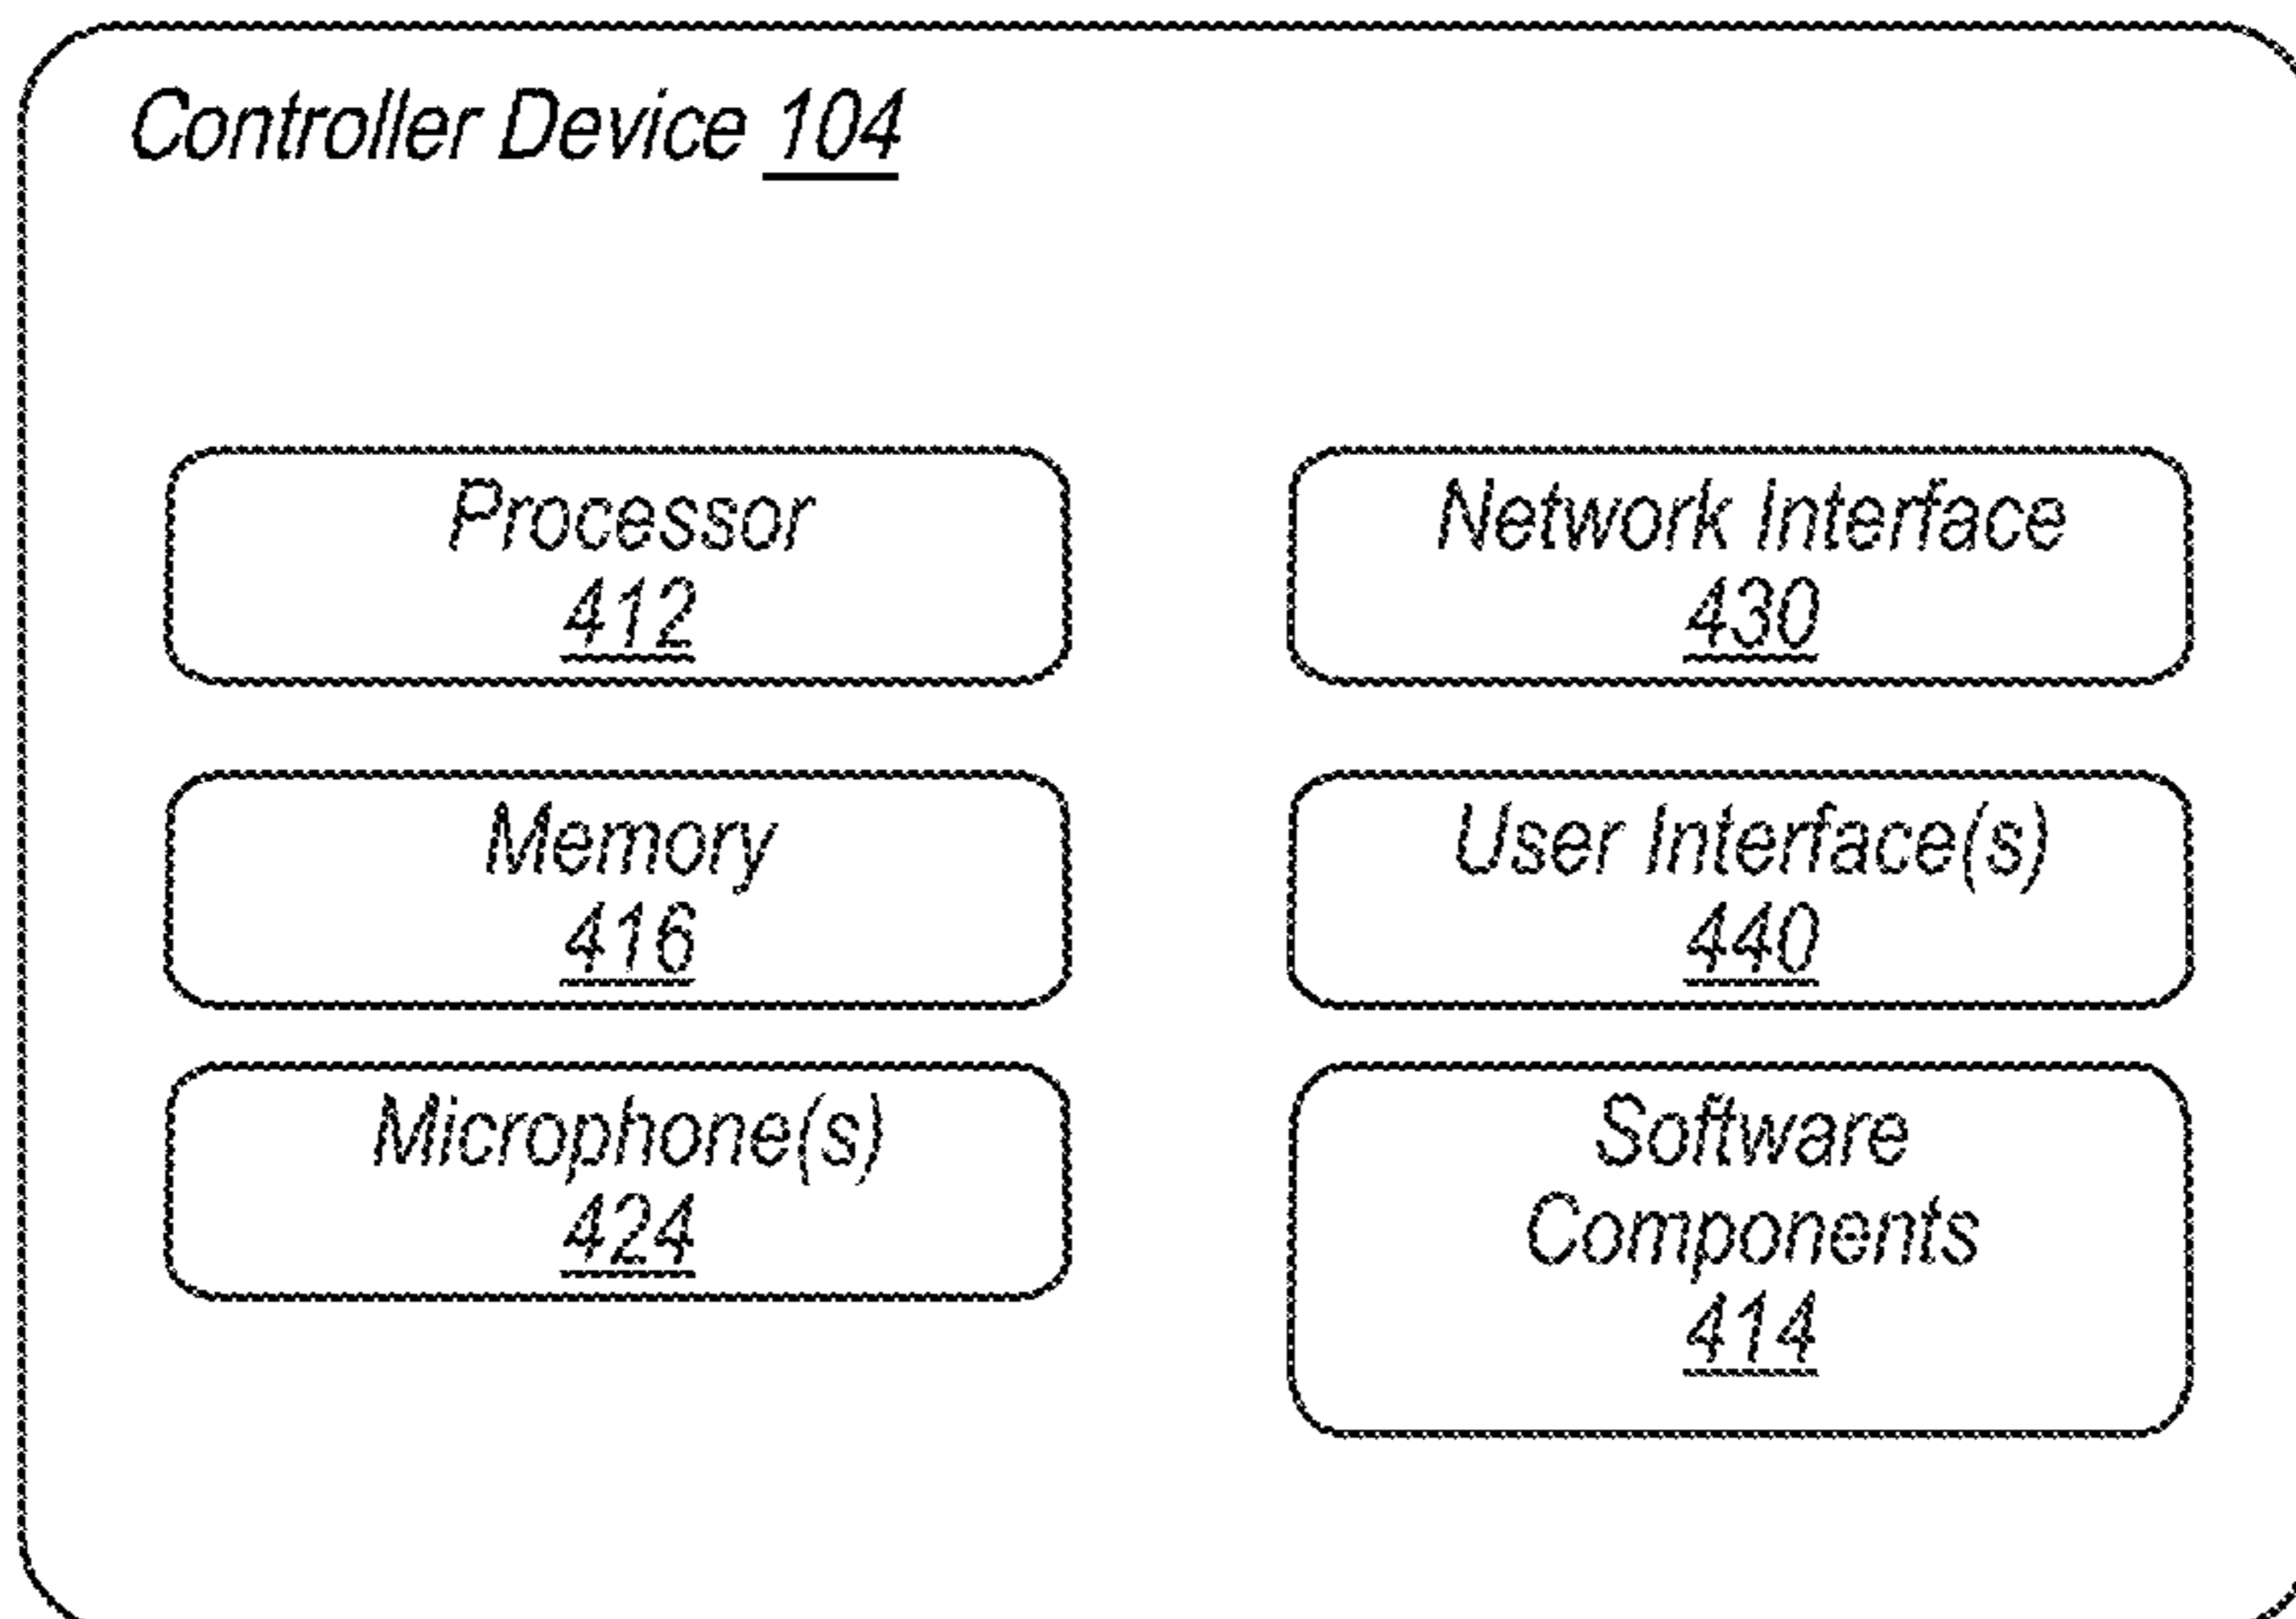 Controller Device 104
Processor
412
Network Interface
430
Memory
416
User Interface(s)
440
Microphone(s)
424
Software
Components
414